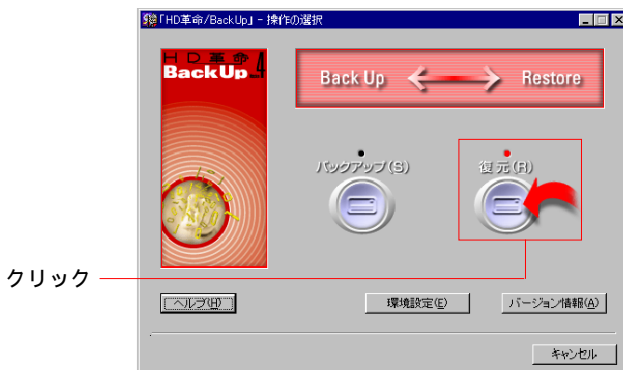 「HD革命/BackUp」- 操作の選択
HD革命
BackUp 4
Back Up
Restore
バックアップ(S)
復元(R)
クリック
ヘルプ(H)
環境設定(E)
バージョン情報(A)
キャンセル